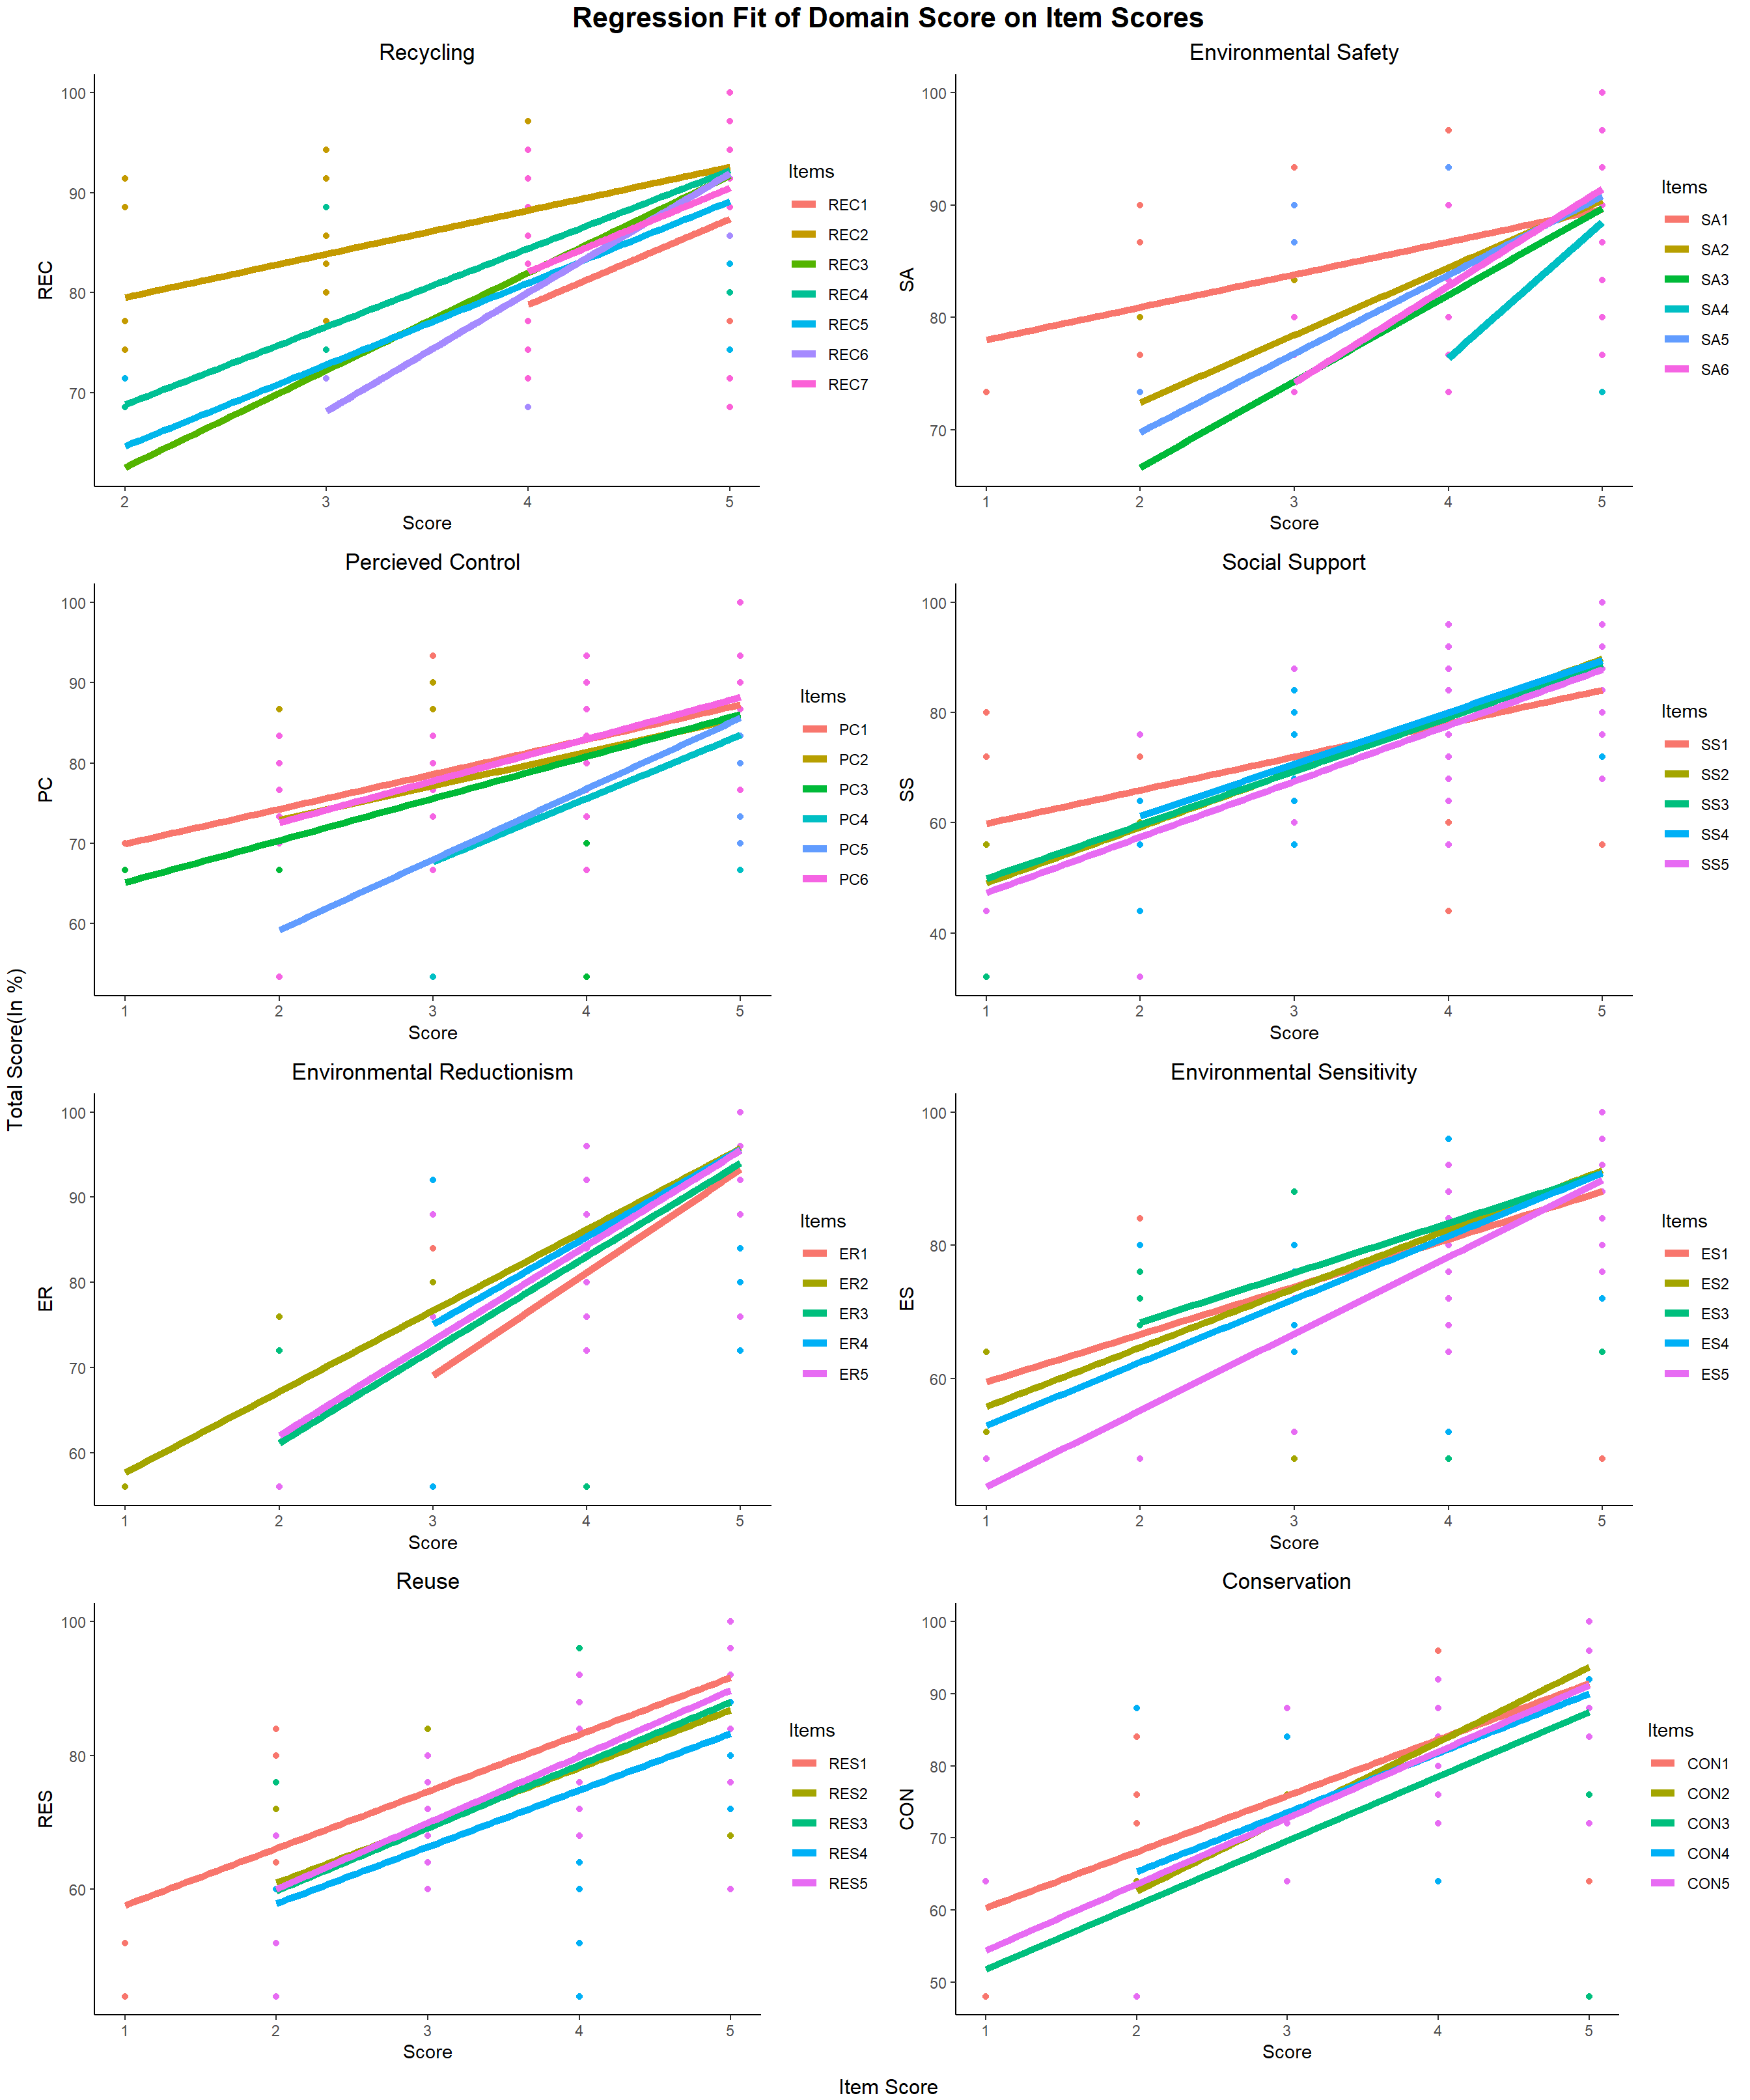 Regression Fit of Domain Score on Item Scores
Total Score(In %)
Recycling
REC
100
90
80
70
2 3 4 5
Score
Items
REC1
REC2
REC3
REC4
REC5
REC6
REC7
Environmental Safety
SA
100
90
80
70
1 2 3 4 5
Score
Items
SA1
SA2
SA3
SA4
SA5
SA6
Percieved Control
PC
100
90
80
70
60
1 2 3 4 5
Score
Items
PC1
PC2
PC3
PC4
PC5
PC6
Social Support
SS
100
80
60
40
1 2 3 4 5
Score
Items
SS1
SS2
SS3
SS4
SS5
Environmental Reductionism
ER
100
90
80
70
60
1 2 3 4 5
Score
Items
ER1
ER2
ER3
ER4
ER5
Environmental Sensitivity
ES
100
80
60
1 2 3 4 5
Score
Items
ES1
ES2
ES3
ES4
ES5
Reuse
RES
100
80
60
1 2 3 4 5
Score
Items
RES1
RES2
RES3
RES4
RES5
Conservation
CON
100
90
80
70
60
50
1 2 3 4 5
Score
Items
CON1
CON2
CON3
CON4
CON5
Item Score